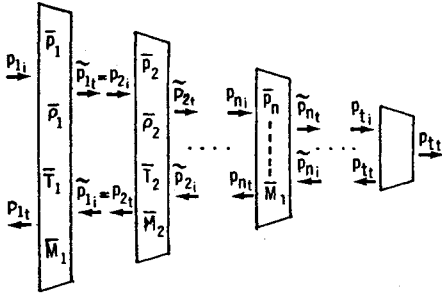 p̄₁
p₁ᵢ p̃₁ₜ = p₂ᵢ p̄₂ p̃₂ₜ pₙᵢ p̄ₙ p̃ₙₜ pₜᵢ pₜₜ
ρ̄₁ ρ̄₂
T̄₁ p̃₁ᵢ = p₂ₜ T̄₂ p̃₂ᵢ pₙₜ p̃ₙᵢ pₜₜ
p₁ₜ M̄₁ M̄₂ M̄₁